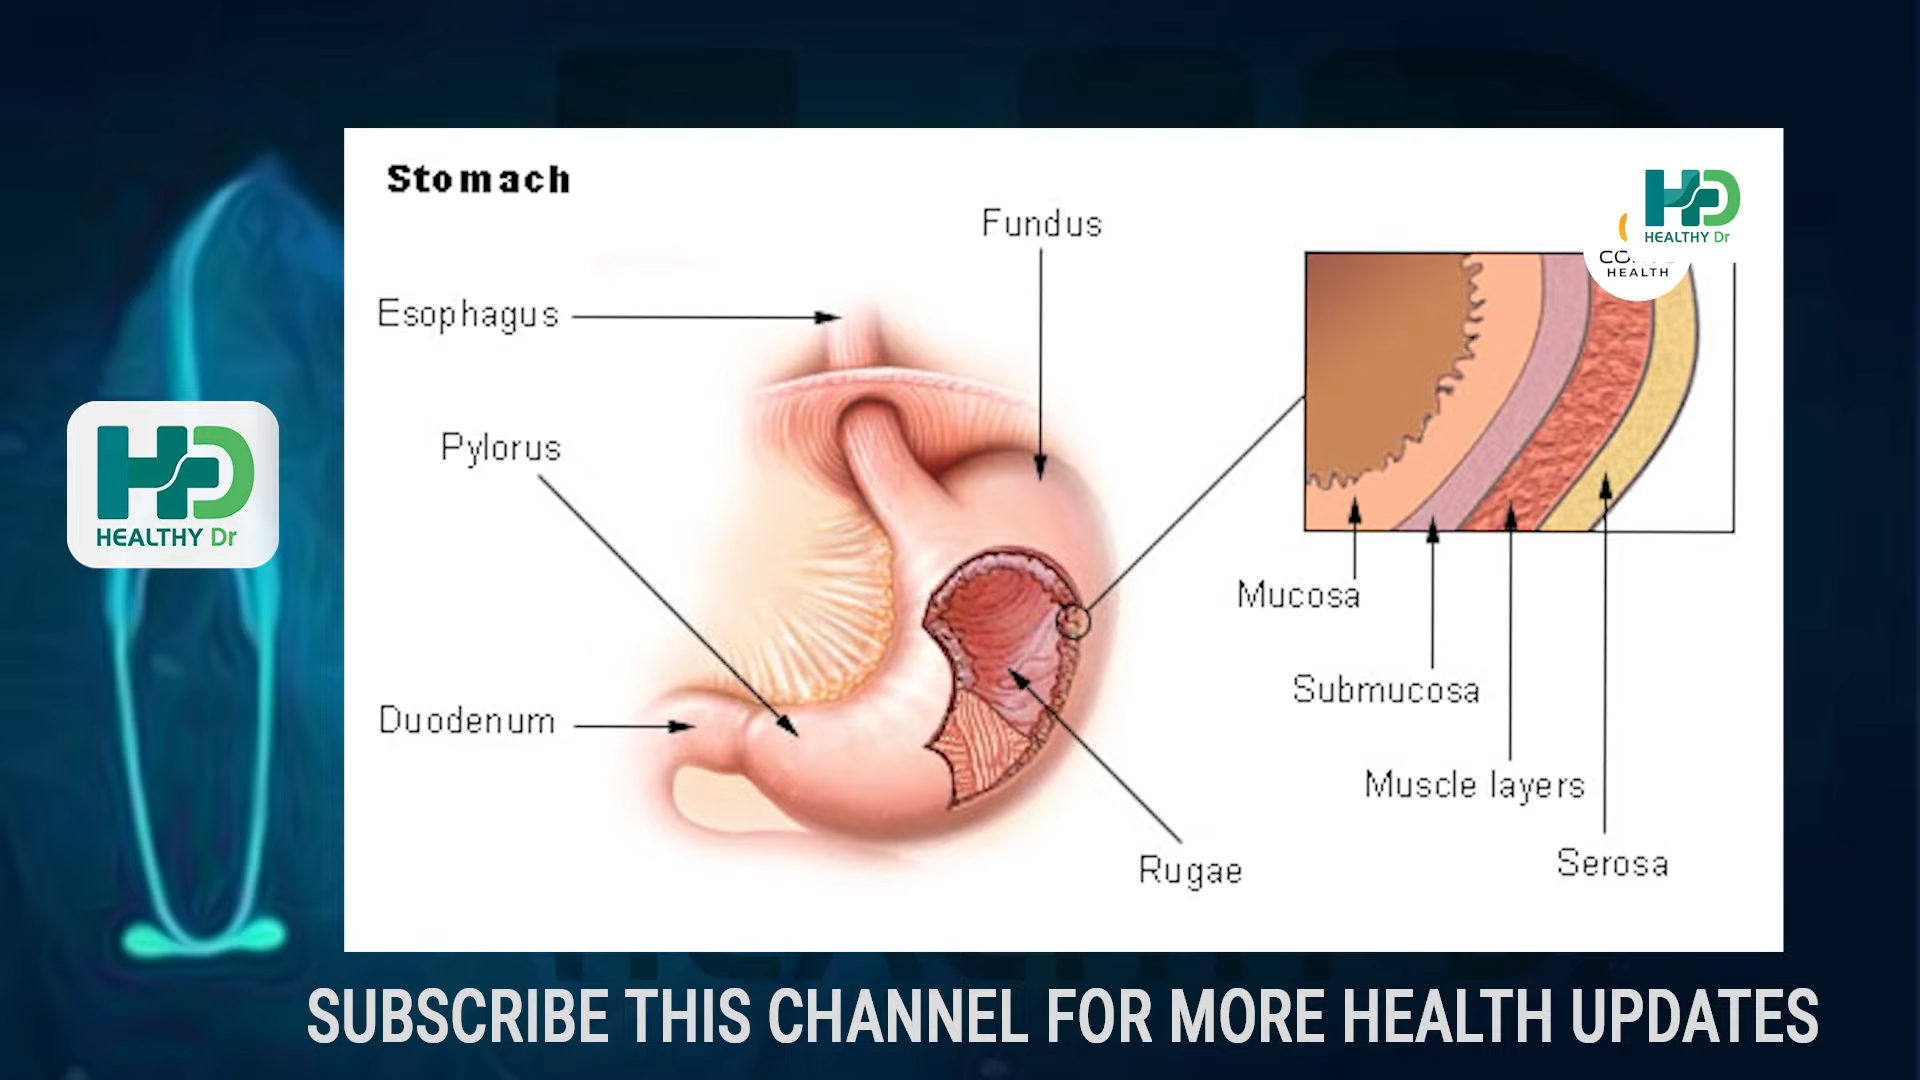 Stomach
Fundus
Esophagus
Pylorus
Duodenum
Rugae
Mucosa
Submucosa
Muscle layers
Serosa
HEALTHY Dr
HEALTH
HEALTHY Dr
SUBSCRIBE THIS CHANNEL FOR MORE HEALTH UPDATES